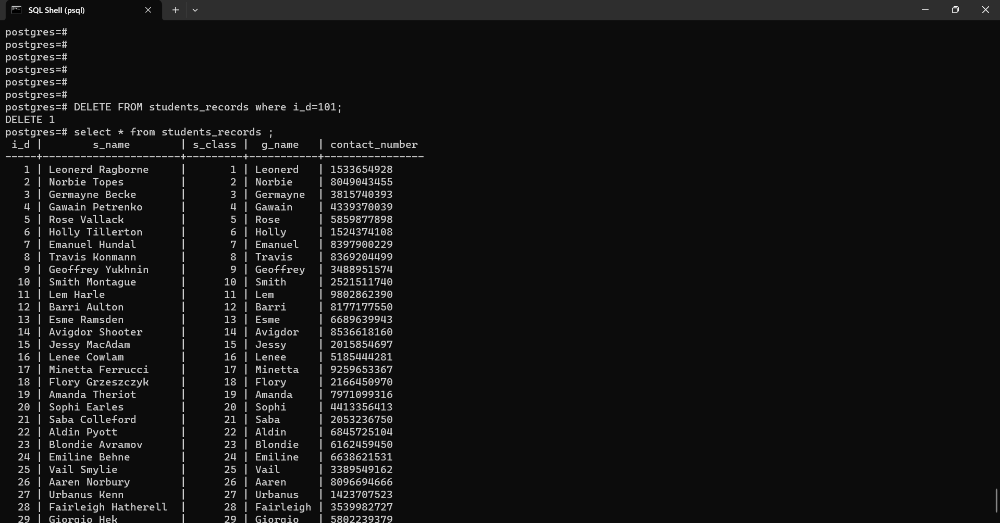 SQL Shell (psql)
postgres=#
postgres=#
postgres=#
postgres=#
postgres=#
postgres=#
postgres=# DELETE FROM students_records where i_d=101;
DELETE 1
postgres=# select * from students_records ;
 i_d |        s_name        | s_class |  g_name   | contact_number
-----+----------------------+---------+-----------+----------------
   1 | Leonerd Ragborne     |       1 | Leonerd   | 1533654928
   2 | Norbie Topes         |       2 | Norbie    | 8049043455
   3 | Germayne Becke       |       3 | Germayne  | 3815740393
   4 | Gawain Petrenko      |       4 | Gawain    | 4339370039
   5 | Rose Vallack         |       5 | Rose      | 5859877898
   6 | Holly Tillerton      |       6 | Holly     | 1524374108
   7 | Emanuel Hundal       |       7 | Emanuel   | 8397900229
   8 | Travis Konmann       |       8 | Travis    | 8369204499
   9 | Geoffrey Yukhnin     |       9 | Geoffrey  | 3488951574
  10 | Smith Montague       |      10 | Smith     | 2521511740
  11 | Lem Harle            |      11 | Lem       | 9802862390
  12 | Barri Aulton         |      12 | Barri     | 8177177550
  13 | Esme Ramsden         |      13 | Esme      | 6689639943
  14 | Avigdor Shooter      |      14 | Avigdor   | 8536618160
  15 | Jessy MacAdam        |      15 | Jessy     | 2015854697
  16 | Lenee Cowlam         |      16 | Lenee     | 5185444281
  17 | Minetta Ferrucci     |      17 | Minetta   | 9259653367
  18 | Flory Grzeszczyk     |      18 | Flory     | 2166450970
  19 | Amanda Theriot       |      19 | Amanda    | 7971099316
  20 | Sophi Earles         |      20 | Sophi     | 4413356413
  21 | Saba Colleford       |      21 | Saba      | 2053236750
  22 | Aldin Pyott          |      22 | Aldin     | 6845725104
  23 | Blondie Avramov      |      23 | Blondie   | 6162459450
  24 | Emiline Behne        |      24 | Emiline   | 6638621531
  25 | Vail Smylie          |      25 | Vail      | 3389549162
  26 | Aaren Norbury        |      26 | Aaren     | 8096694666
  27 | Urbanus Kenn         |      27 | Urbanus   | 1423707523
  28 | Fairleigh Hatherell  |      28 | Fairleigh | 3539982727
  29 | Giorgio Hek          |      29 | Giorgio   | 5802239379